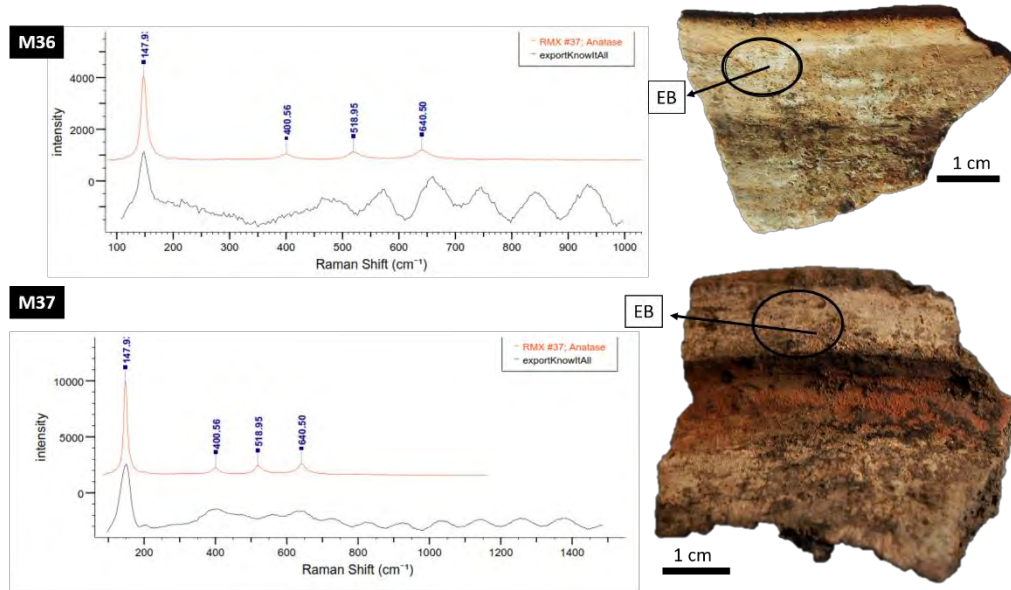 M36
147.93
RMX #37; Anatase
exportKnowItAll
400.56
518.95
640.50
intensity
4000
2000
0
100 200 300 400 500 600 700 800 900 1000
Raman Shift (cm⁻¹)
EB
1 cm
M37
147.93
RMX #37; Anatase
exportKnowItAll
400.56
518.95
640.50
intensity
10000
5000
0
200 400 600 800 1000 1200 1400
Raman Shift (cm⁻¹)
EB
1 cm